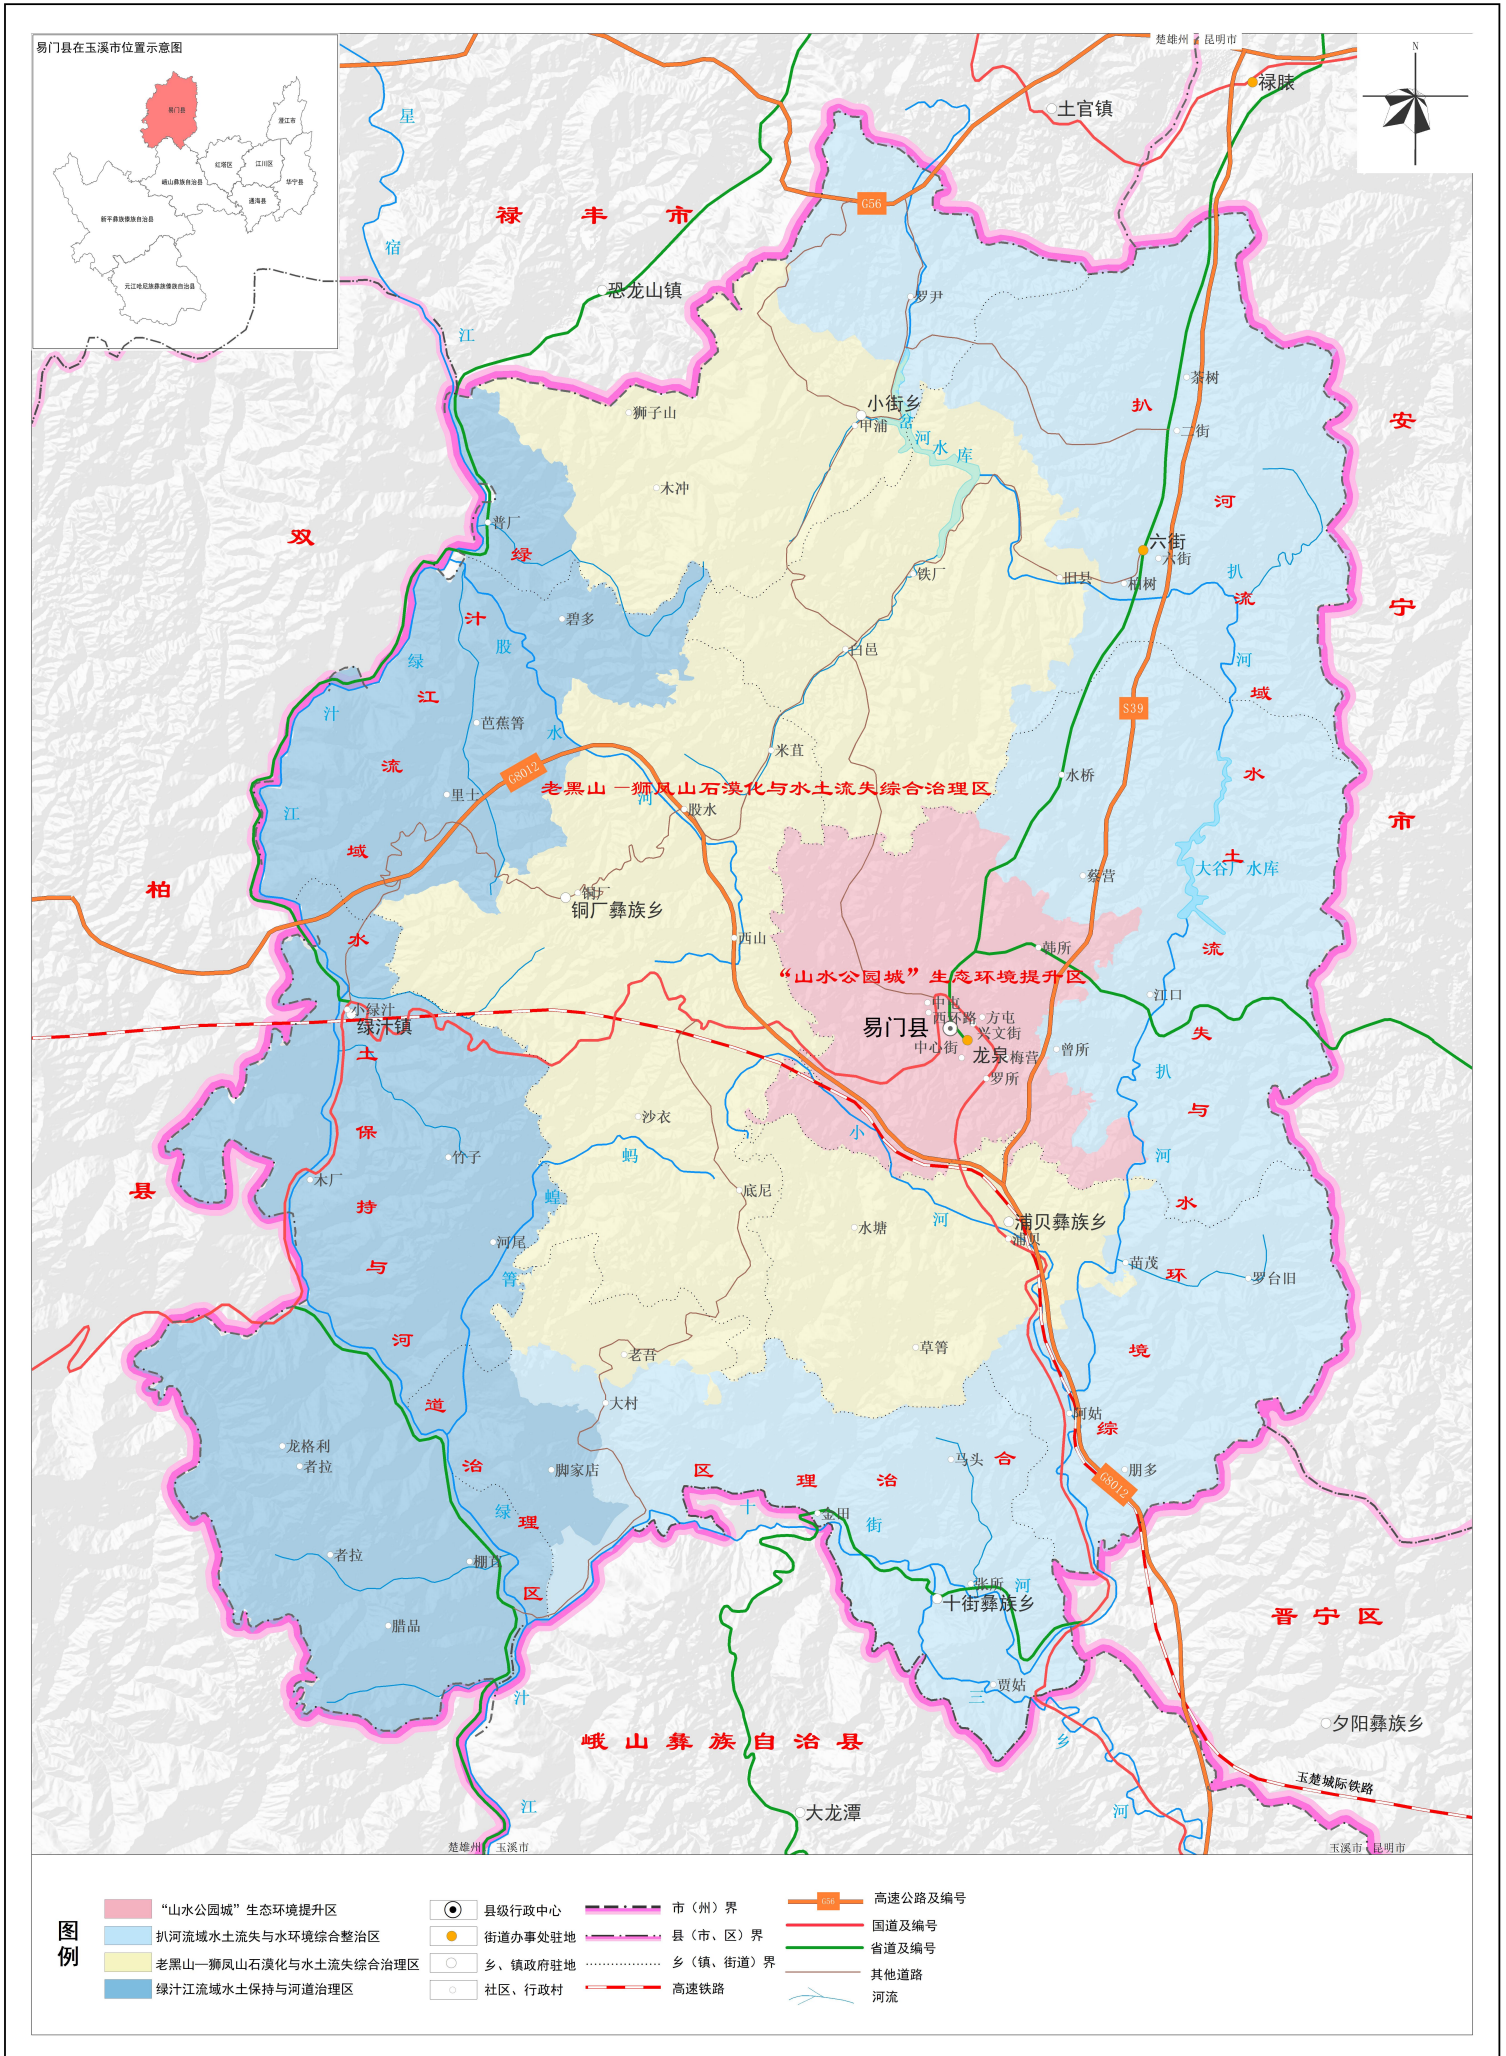 易门县在玉溪市位置示意图
易门县
澄江市
红塔区
江川区
华宁县
峨山彝族自治县
通海县
新平彝族傣族自治县
元江哈尼族彝族傣族自治县
楚雄州
昆明市
N
禄脿
土官镇
星
宿
江
禄丰市
G56
恐龙山镇
罗尹
茶树
扒
二街
安
狮子山
小街乡
甲浦
岔河水库
木冲
河
双
普厂
绿
六街
六街
铁厂
旧县
柏树
扒
流
宁
汁
碧多
股
白邑
河
绿
江
域
汁
芭蕉箐
水
S39
米苴
水桥
水
流
G8012
里士
老黑山—狮凤山石漠化与水土流失综合治理区
河
股水
江
市
域
土
大谷厂水库
蔡营
柏
铜厂
铜厂彝族乡
水
西山
韩所
流
“山水公园城”生态环境提升区
小绿汁
绿汁镇
江口
中屯
西环路
方屯
易门县
兴文街
中心街
龙泉
梅营
曾所
罗所
失
土
扒
沙衣
与
保
小
竹子
蚂
河
县
木厂
底尼
蝗
水
持
水塘
河
浦贝彝族乡
浦贝
河尾
苗茂
与
箐
环
罗台旧
河
老吾
草箐
境
道
大村
阿姑
综
龙格利
者拉
治
脚家店
区理治合
马头
朋多
G8012
绿
理
十
金田
街
者拉
棚直
区
张所
河
十街彝族乡
晋宁区
腊品
贾姑
三
汁
夕阳彝族乡
峨山彝族自治县
乡
玉楚城际铁路
江
大龙潭
河
楚雄州
玉溪市
玉溪市
昆明市
图例
“山水公园城”生态环境提升区
扒河流域水土流失与水环境综合整治区
老黑山—狮凤山石漠化与水土流失综合治理区
绿汁江流域水土保持与河道治理区
县级行政中心
街道办事处驻地
乡、镇政府驻地
社区、行政村
市（州）界
县（市、区）界
乡（镇、街道）界
高速铁路
G56
高速公路及编号
国道及编号
省道及编号
其他道路
河流